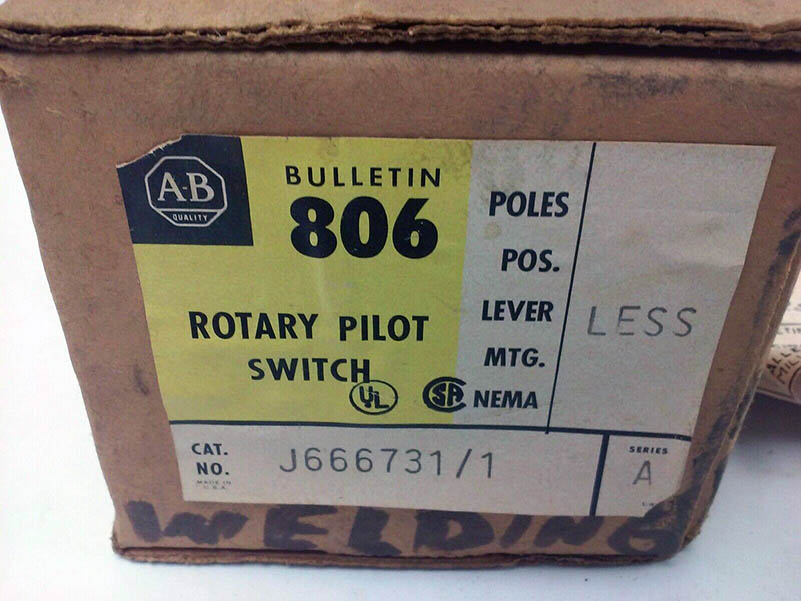 A-B
QUALITY
BULLETIN
806
ROTARY PILOT
SWITCH
UL
SA
POLES
POS.
LEVER LESS
MTG.
NEMA
CAT.
NO. J666731/1
MADE IN
U.S.A.
SERIES
A
WELDING